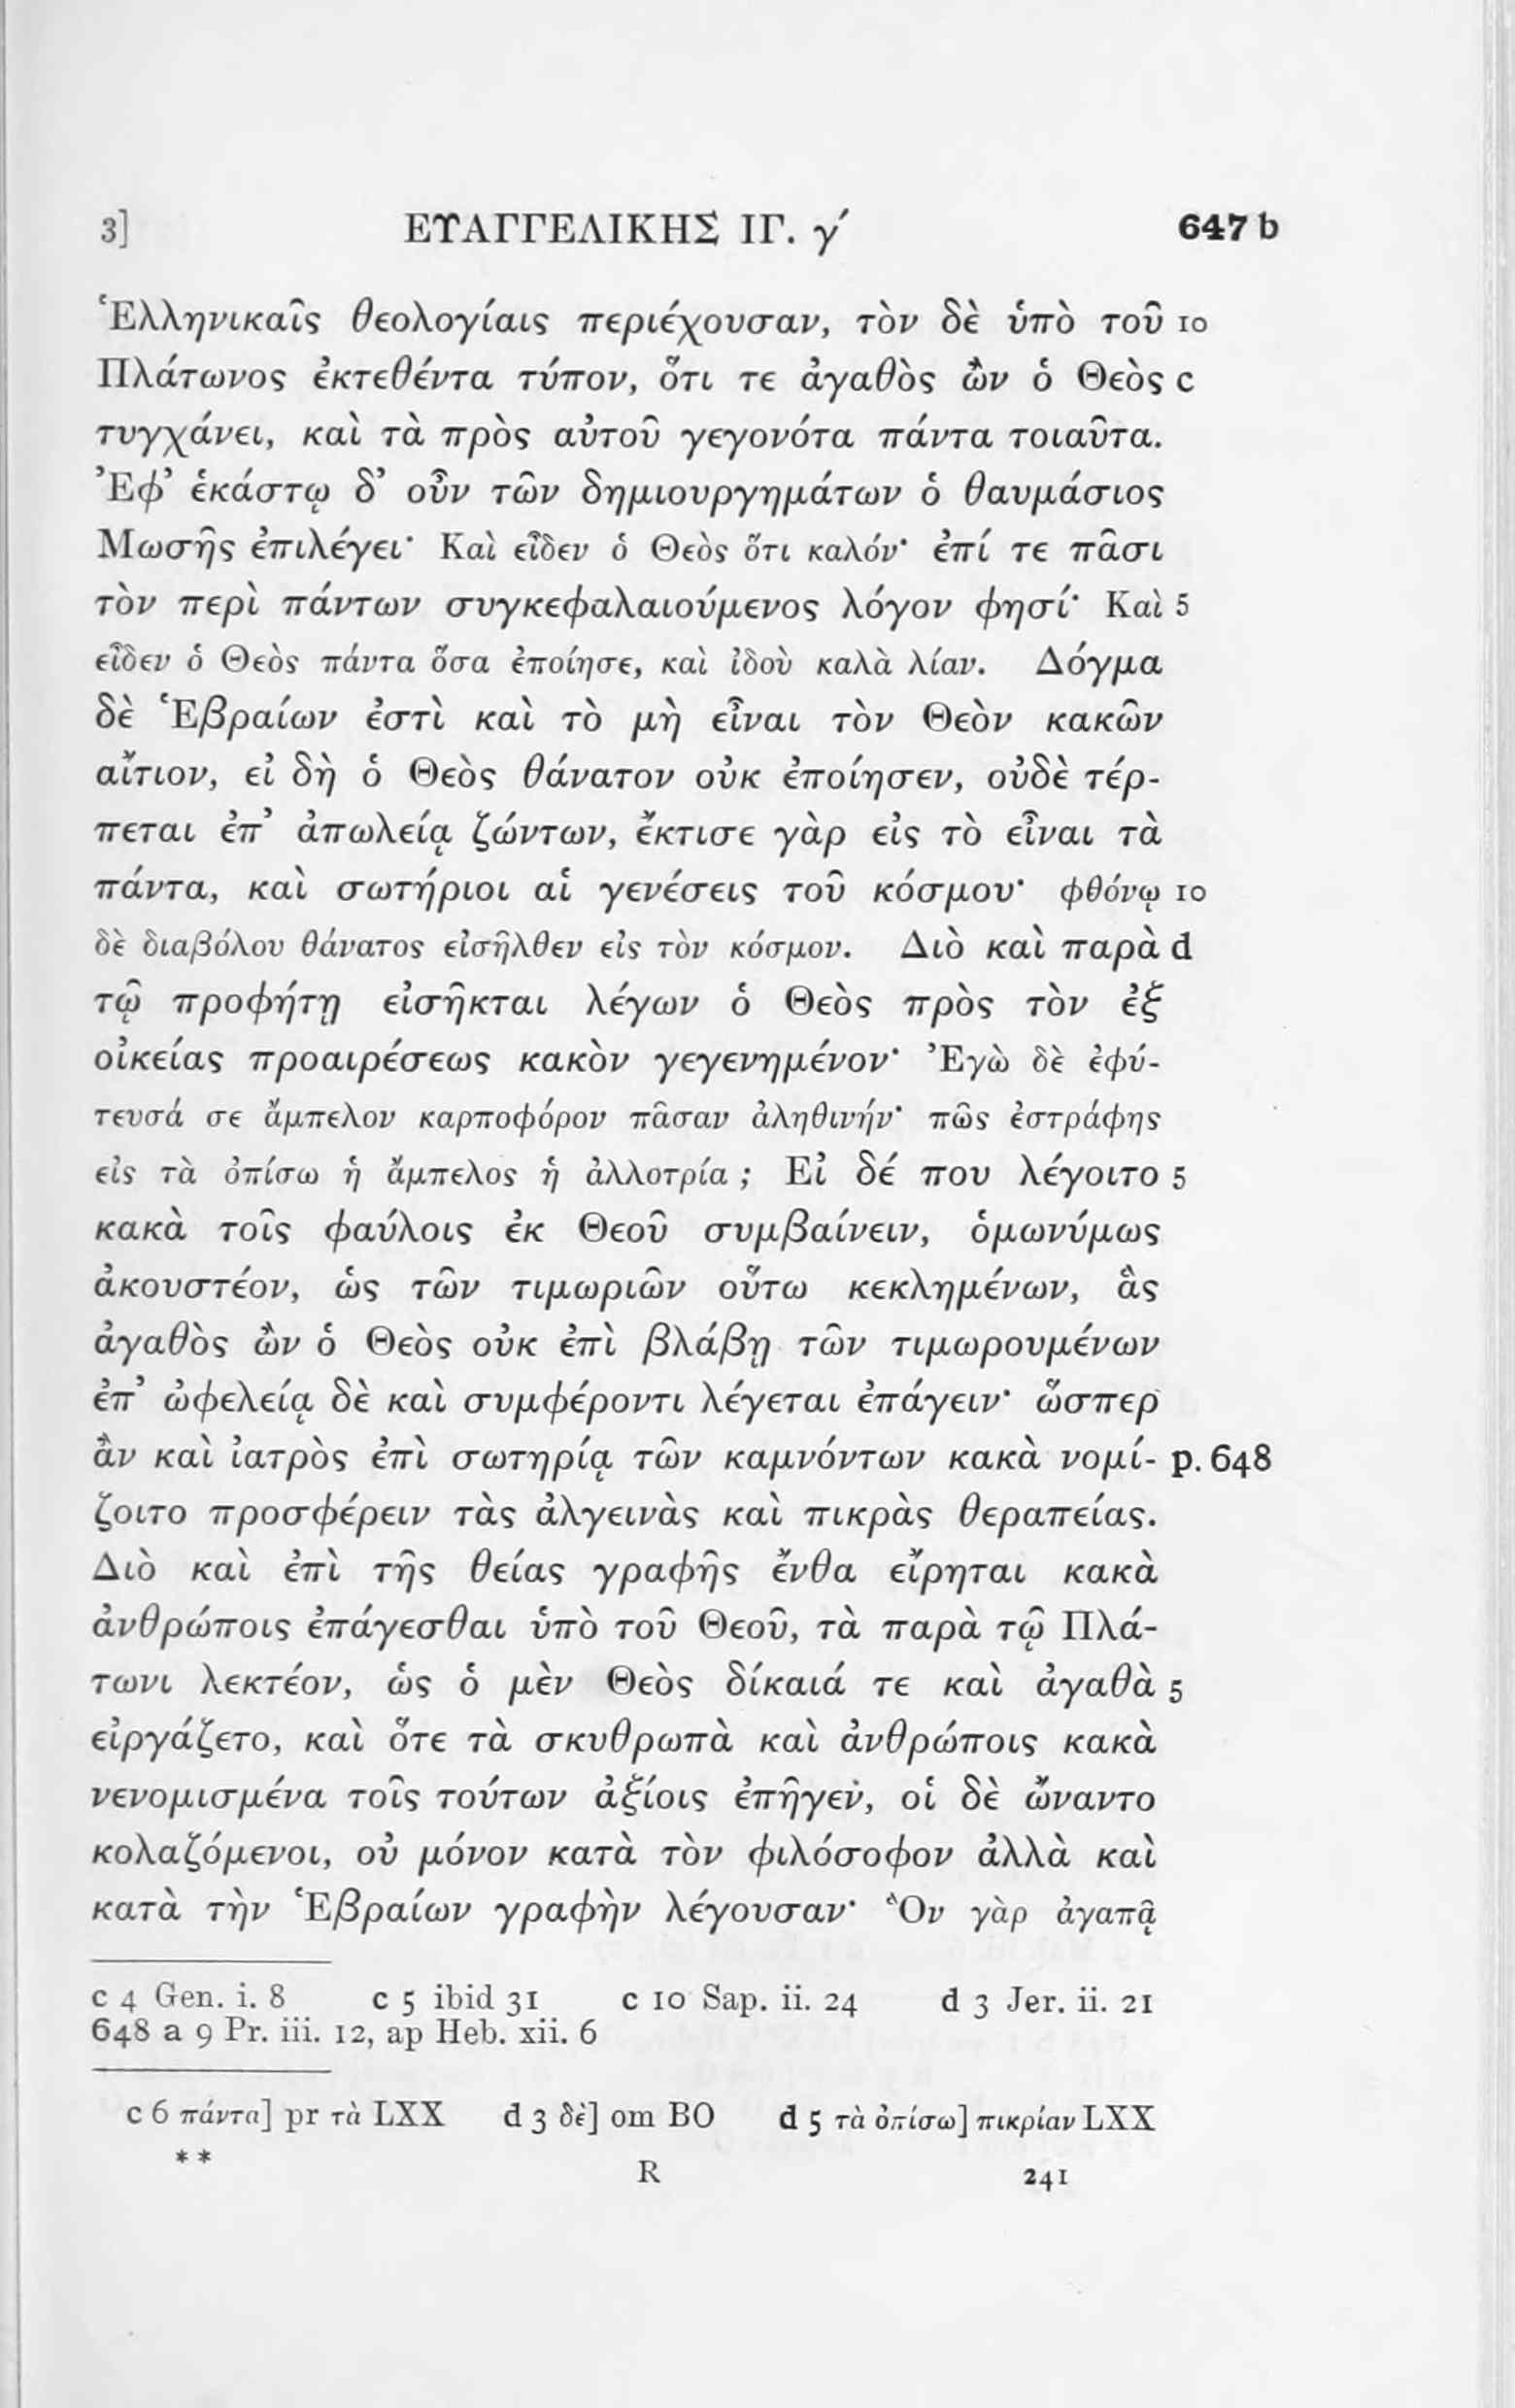 3] ΕΥΑΓΓΕΛΙΚΗΣ ΙΓ. γ´ 647 b
Ἑλληνικαῖς θεολογίαις περιέχουσαν, τὸν δὲ ὑπὸ τοῦ 10
Πλάτωνος ἐκτεθέντα τύπον, ὅτι τε ἀγαθὸς ὢν ὁ Θεὸς c
τυγχάνει, καὶ τὰ πρὸς αὐτοῦ γεγονότα πάντα τοιαῦτα.
Ἐφ’ ἑκάστῳ δ’ οὖν τῶν δημιουργημάτων ὁ θαυμάσιος
Μωσῆς ἐπιλέγει· Καὶ εἶδεν ὁ Θεὸς ὅτι καλόν· ἐπί τε πᾶσι
τὸν περὶ πάντων συγκεφαλαιούμενος λόγον φησί· Καὶ 5
εἶδεν ὁ Θεὸς πάντα ὅσα ἐποίησε, καὶ ἰδοὺ καλὰ λίαν. Δόγμα
δὲ Ἑβραίων ἐστὶ καὶ τὸ μὴ εἶναι τὸν Θεὸν κακῶν
αἴτιον, εἰ δὴ ὁ Θεὸς θάνατον οὐκ ἐποίησεν, οὐδὲ τέρ-
πεται ἐπ’ ἀπωλείᾳ ζώντων, ἔκτισε γὰρ εἰς τὸ εἶναι τὰ
πάντα, καὶ σωτήριοι αἱ γενέσεις τοῦ κόσμου· φθόνῳ 10
δὲ διαβόλου θάνατος εἰσῆλθεν εἰς τὸν κόσμον. Διὸ καὶ παρὰ d
τῷ προφήτῃ εἰσῆκται λέγων ὁ Θεὸς πρὸς τὸν ἐξ
οἰκείας προαιρέσεως κακὸν γεγενημένον· Ἐγὼ δὲ ἐφύ-
τευσά σε ἄμπελον καρποφόρον πᾶσαν ἀληθινήν· πῶς ἐστράφης
εἰς τὰ ὀπίσω ἡ ἄμπελος ἡ ἀλλοτρία; Εἰ δέ που λέγοιτο 5
κακὰ τοῖς φαύλοις ἐκ Θεοῦ συμβαίνειν, ὁμωνύμως
ἀκουστέον, ὡς τῶν τιμωριῶν οὕτω κεκλημένων, ἃς
ἀγαθὸς ὢν ὁ Θεὸς οὐκ ἐπὶ βλάβῃ τῶν τιμωρουμένων
ἐπ’ ὠφελείᾳ δὲ καὶ συμφέροντι λέγεται ἐπάγειν· ὥσπερ
ἂν καὶ ἰατρὸς ἐπὶ σωτηρίᾳ τῶν καμνόντων κακὰ νομί- p. 648
ζοιτο προσφέρειν τὰς ἀλγεινὰς καὶ πικρὰς θεραπείας.
Διὸ καὶ ἐπὶ τῆς θείας γραφῆς ἔνθα εἴρηται κακὰ
ἀνθρώποις ἐπάγεσθαι ὑπὸ τοῦ Θεοῦ, τὰ παρὰ τῷ Πλά-
τωνι λεκτέον, ὡς ὁ μὲν Θεὸς δίκαιά τε καὶ ἀγαθὰ 5
εἰργάζετο, καὶ ὅτε τὰ σκυθρωπὰ καὶ ἀνθρώποις κακὰ
νενομισμένα τοῖς τούτων ἀξίοις ἐπῆγεν, οἱ δὲ ὤναντο
κολαζόμενοι, οὐ μόνον κατὰ τὸν φιλόσοφον ἀλλὰ καὶ
κατὰ τὴν Ἑβραίων γραφὴν λέγουσαν· Ὃν γὰρ ἀγαπᾷ
c 4 Gen. i. 8 c 5 ibid 31 c 10 Sap. ii. 24 d 3 Jer. ii. 21
648 a 9 Pr. iii. 12, ap Heb. xii. 6
c 6 πάντα] pr τὰ LXX d 3 δὲ] om BO d 5 τὰ ὀπίσω] πικρίαν LXX
** R 241